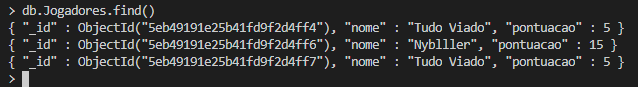 > db.Jogadores.find()
{ "_id" : ObjectId("5eb49191e25b41fd9f2d4ff4"), "nome" : "Tudo Viado", "pontuacao" : 5 }
{ "_id" : ObjectId("5eb49191e25b41fd9f2d4ff6"), "nome" : "Nyblller", "pontuacao" : 15 }
{ "_id" : ObjectId("5eb49191e25b41fd9f2d4ff7"), "nome" : "Tudo Viado", "pontuacao" : 5 }
>